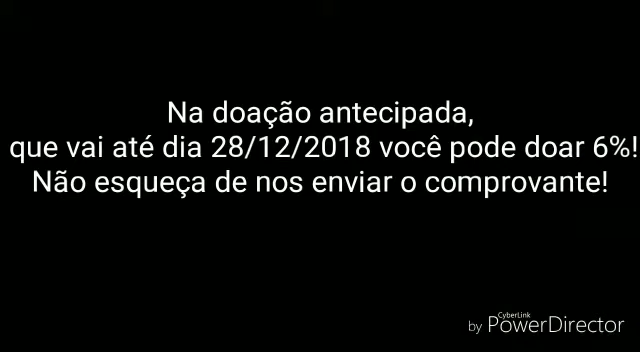 Na doação antecipada,
que vai até dia 28/12/2018 você pode doar 6%!
Não esqueça de nos enviar o comprovante!
CyberLink
by PowerDirector